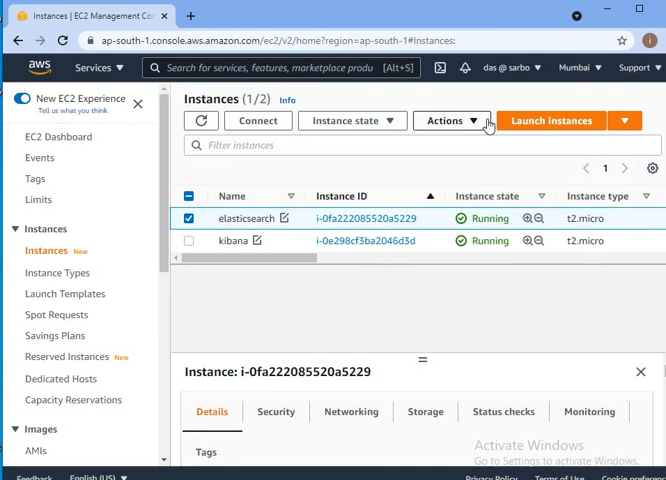 Instances | EC2 Management Co
ap-south-1.console.aws.amazon.com/ec2/v2/home?region=ap-south-1#Instances:
aws
Services
Search for services, features, marketplace produ
[Alt+S]
das @ sarbo
Mumbai
Support
New EC2 Experience
Tell us what you think
EC2 Dashboard
Events
Tags
Limits
Instances
Instances New
Instance Types
Launch Templates
Spot Requests
Savings Plans
Reserved Instances New
Dedicated Hosts
Capacity Reservations
Images
AMIs
Instances (1/2) Info
Connect
Instance state
Actions
Launch instances
Filter instances
1
Name Instance ID Instance state Instance type
elasticsearch i-0fa222085520a5229 Running t2.micro
kibana i-0e298cf3ba2046d3d Running t2.micro
Instance: i-0fa222085520a5229
Details Security Networking Storage Status checks Monitoring
Tags
Activate Windows
Go to Settings to activate Windows.
Feedback English (US) Privacy Policy Terms of Use Cookie preferenc